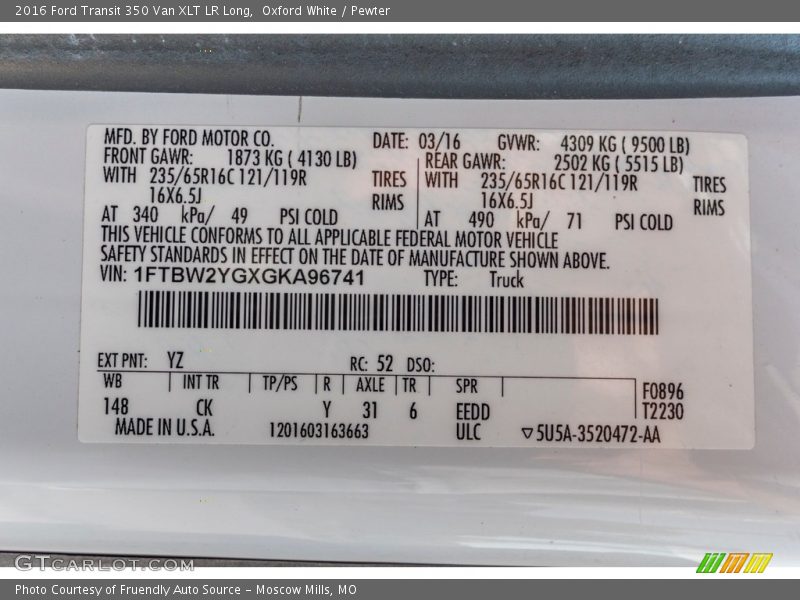 2016 Ford Transit 350 Van XLT LR Long,  Oxford White / Pewter
MFD. BY FORD MOTOR CO. DATE: 03/16 GVWR: 4309 KG ( 9500 LB)
FRONT GAWR: 1873 KG ( 4130 LB) REAR GAWR: 2502 KG ( 5515 LB)
WITH 235/65R16C 121/119R TIRES WITH 235/65R16C 121/119R TIRES
16X6.5J RIMS 16X6.5J RIMS
AT 340 kPa/ 49 PSI COLD AT 490 kPa/ 71 PSI COLD
THIS VEHICLE CONFORMS TO ALL APPLICABLE FEDERAL MOTOR VEHICLE
SAFETY STANDARDS IN EFFECT ON THE DATE OF MANUFACTURE SHOWN ABOVE.
VIN: 1FTBW2YGXGKA96741 TYPE: Truck
EXT PNT: YZ RC: 52 DSO:
WB INT TR TP/PS R AXLE TR SPR F0896
148 CK Y 31 6 EEDD T2230
MADE IN U.S.A. 1201603163663 ULC ▽5U5A-3520472-AA
GTCARLOT.COM
Photo Courtesy of Fruendly Auto Source - Moscow Mills, MO